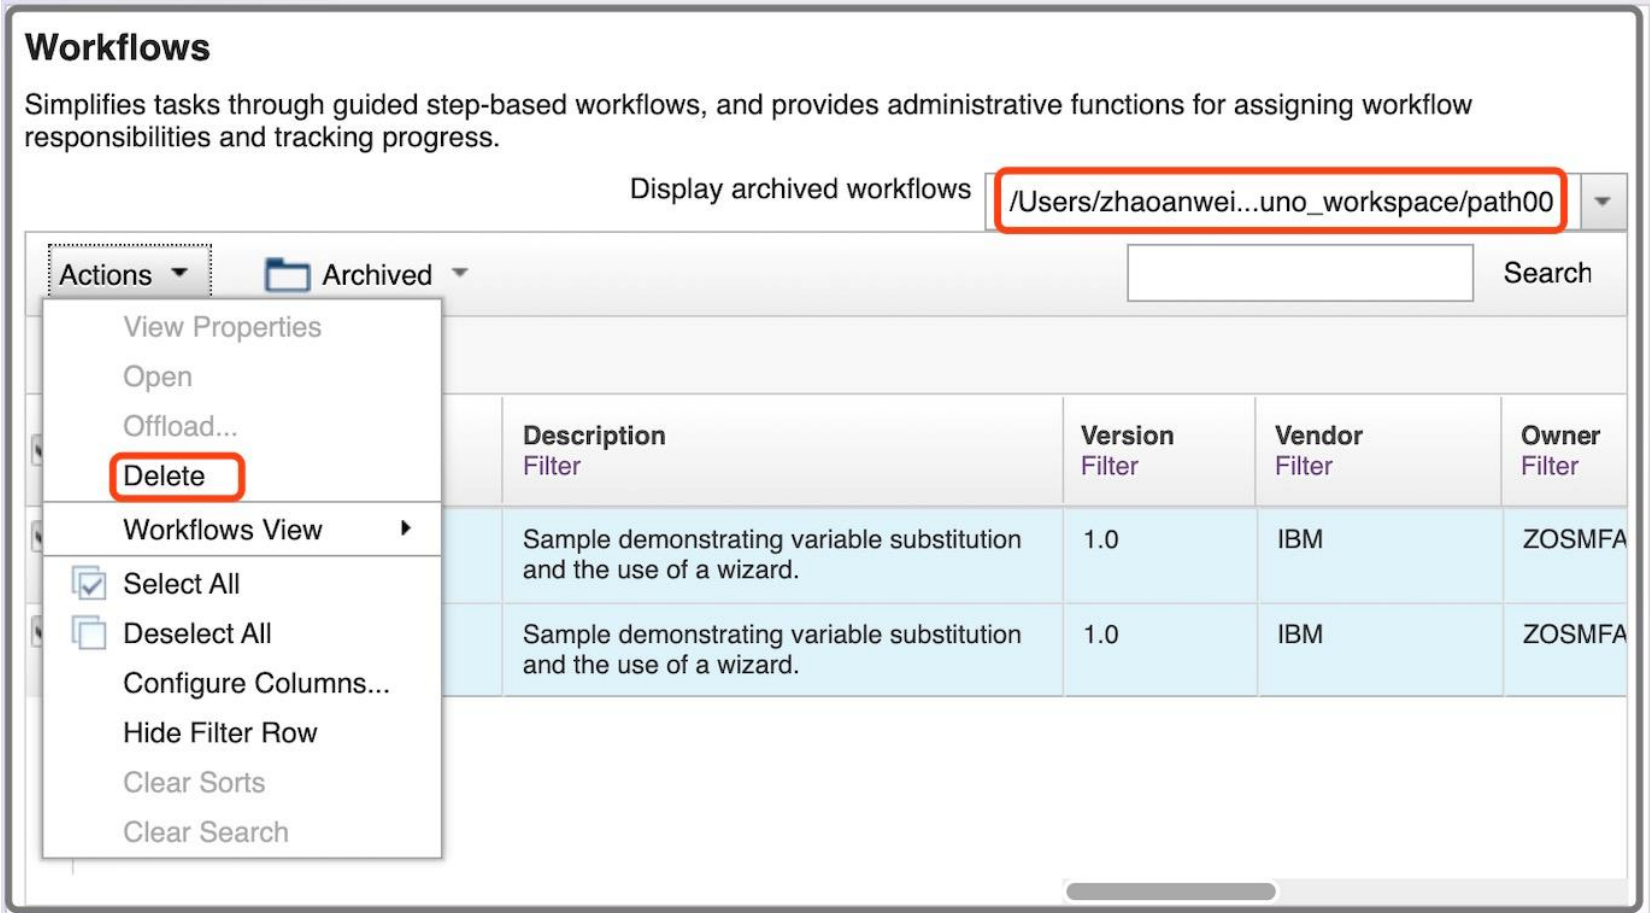 Workflows
Simplifies tasks through guided step-based workflows, and provides administrative functions for assigning workflow
responsibilities and tracking progress.
Display archived workflows /Users/zhaoanwei...uno_workspace/path00
Actions Archived Search
View Properties
Open
Offload...
Delete
Workflows View
Select All
Deselect All
Configure Columns...
Hide Filter Row
Clear Sorts
Clear Search
Description Version Vendor Owner
Filter Filter Filter Filter
Sample demonstrating variable substitution 1.0 IBM ZOSMFA
and the use of a wizard.
Sample demonstrating variable substitution 1.0 IBM ZOSMFA
and the use of a wizard.